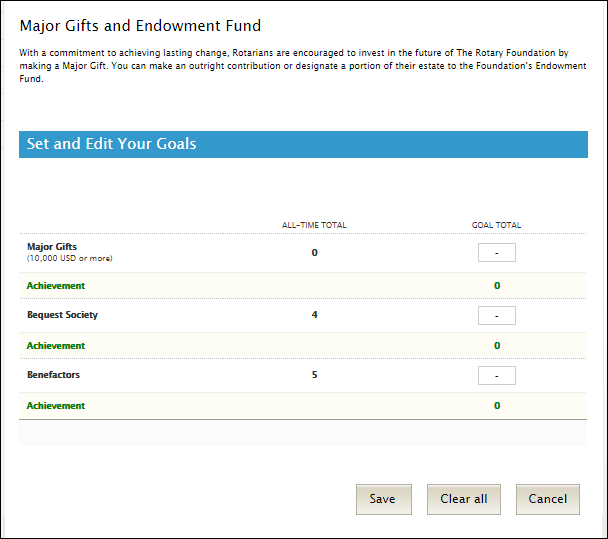 Major Gifts and Endowment Fund
With a commitment to achieving lasting change, Rotarians are encouraged to invest in the future of The Rotary Foundation by
making a Major Gift. You can make an outright contribution or designate a portion of their estate to the Foundation's Endowment
Fund.
Set and Edit Your Goals
ALL-TIME TOTAL GOAL TOTAL
Major Gifts 0 -
(10,000 USD or more)
Achievement 0
Bequest Society 4 -
Achievement 0
Benefactors 5 -
Achievement 0
Save Clear all Cancel